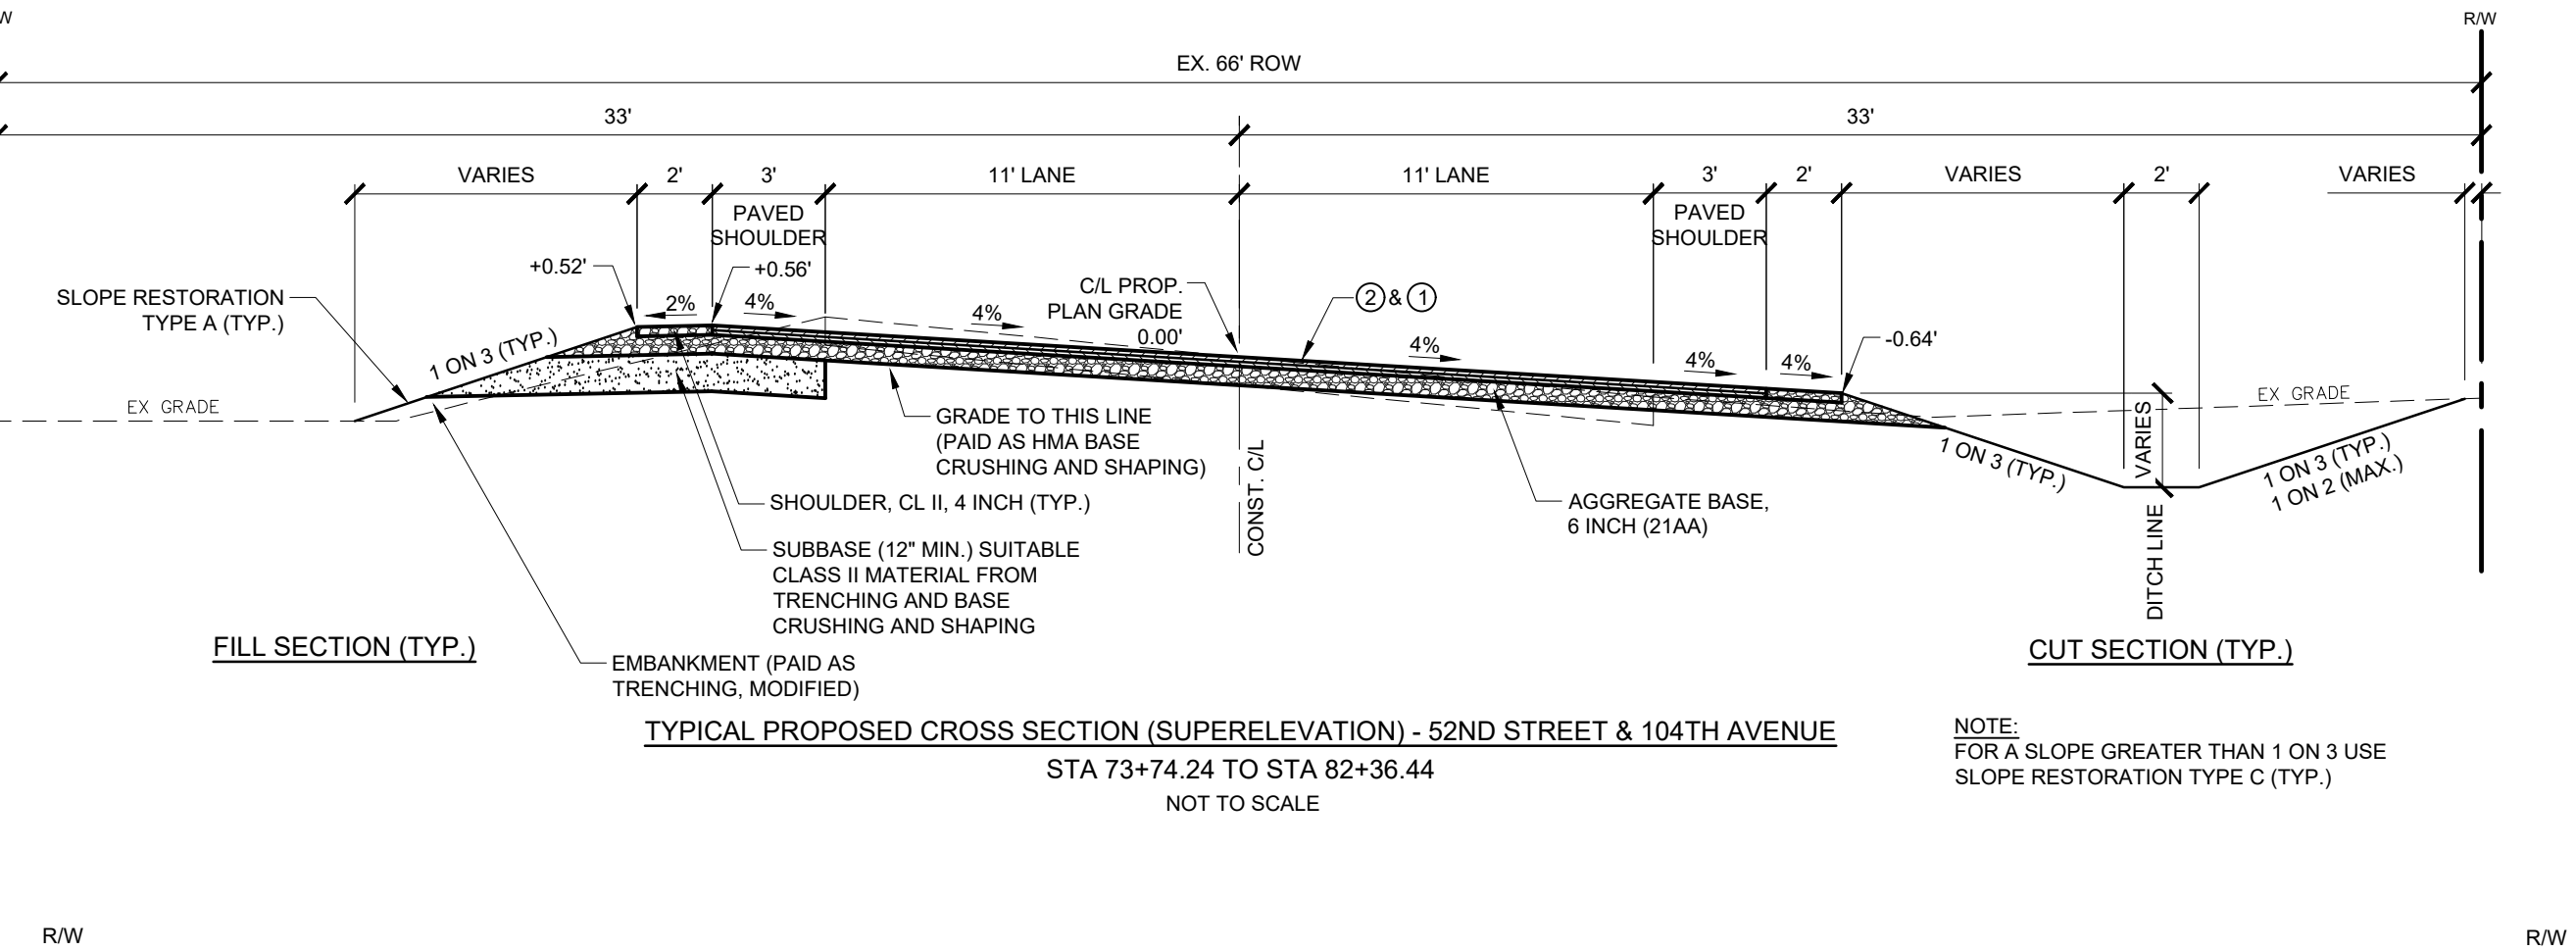 R/W
EX. 66' ROW
33'
33'
VARIES
2'
3'
11' LANE
11' LANE
3'
2'
VARIES
2'
VARIES
PAVED
SHOULDER
PAVED
SHOULDER
+0.52'
+0.56'
C/L PROP.
PLAN GRADE
0.00'
2 & 1
-0.64'
SLOPE RESTORATION
TYPE A (TYP.)
2%
4%
4%
4%
4%
4%
1 ON 3 (TYP.)
EX GRADE
EX GRADE
GRADE TO THIS LINE
(PAID AS HMA BASE
CRUSHING AND SHAPING)
SHOULDER, CL II, 4 INCH (TYP.)
SUBBASE (12" MIN.) SUITABLE
CLASS II MATERIAL FROM
TRENCHING AND BASE
CRUSHING AND SHAPING
EMBANKMENT (PAID AS
TRENCHING, MODIFIED)
CONST. C/L
AGGREGATE BASE,
6 INCH (21AA)
1 ON 3 (TYP.)
VARIES
DITCH LINE
1 ON 3 (TYP.)
1 ON 2 (MAX.)
FILL SECTION (TYP.)
CUT SECTION (TYP.)
TYPICAL PROPOSED CROSS SECTION (SUPERELEVATION) - 52ND STREET & 104TH AVENUE
STA 73+74.24 TO STA 82+36.44
NOT TO SCALE
NOTE:
FOR A SLOPE GREATER THAN 1 ON 3 USE
SLOPE RESTORATION TYPE C (TYP.)
R/W
R/W